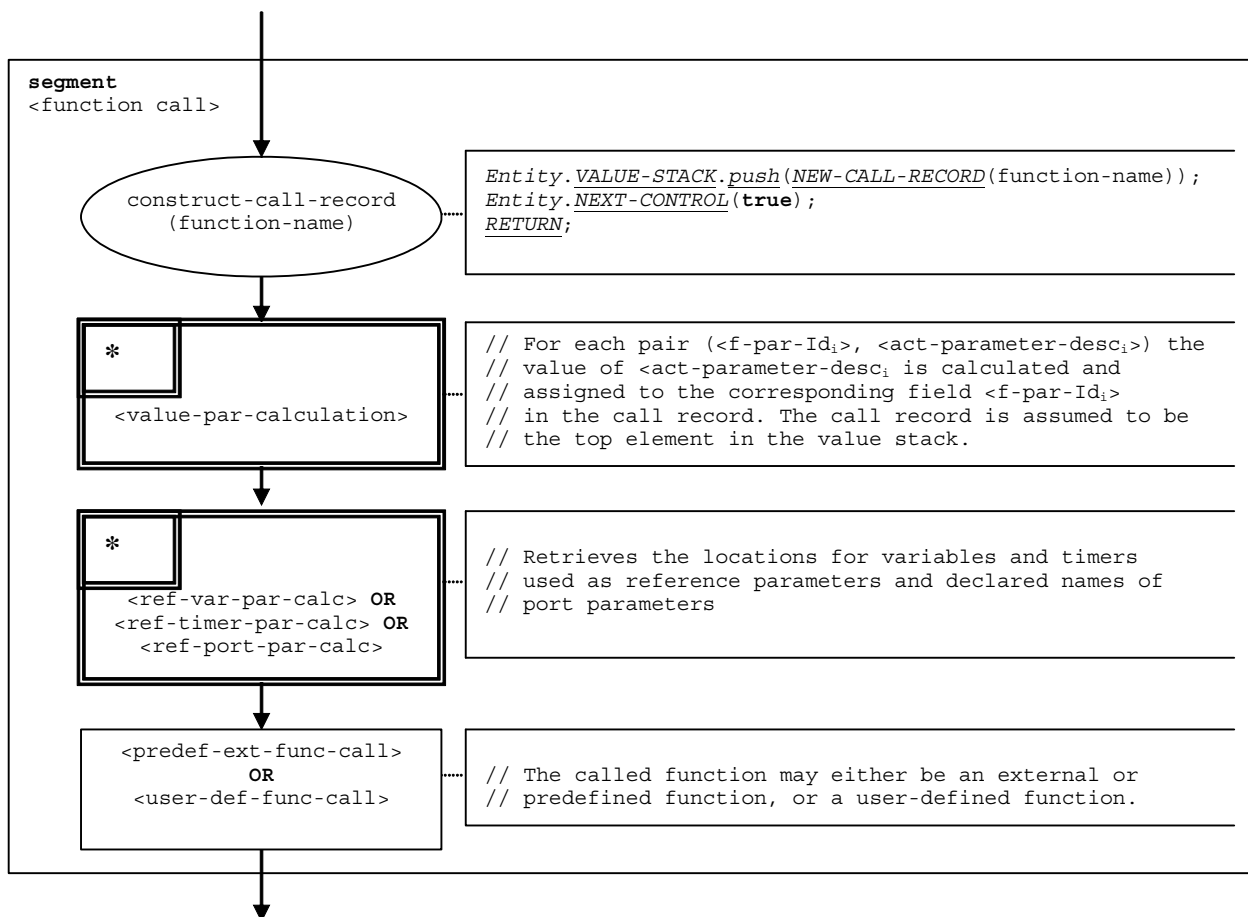 segment
<function call>
construct-call-record
(function-name)
Entity.VALUE-STACK.push(NEW-CALL-RECORD(function-name));
Entity.NEXT-CONTROL(true);
RETURN;
*
<value-par-calculation>
// For each pair (<f-par-Idi>, <act-parameter-desci>) the
// value of <act-parameter-desci is calculated and
// assigned to the corresponding field <f-par-Idi>
// in the call record. The call record is assumed to be
// the top element in the value stack.
*
<ref-var-par-calc> OR
<ref-timer-par-calc> OR
<ref-port-par-calc>
// Retrieves the locations for variables and timers
// used as reference parameters and declared names of
// port parameters
<predef-ext-func-call>
OR
<user-def-func-call>
// The called function may either be an external or
// predefined function, or a user-defined function.